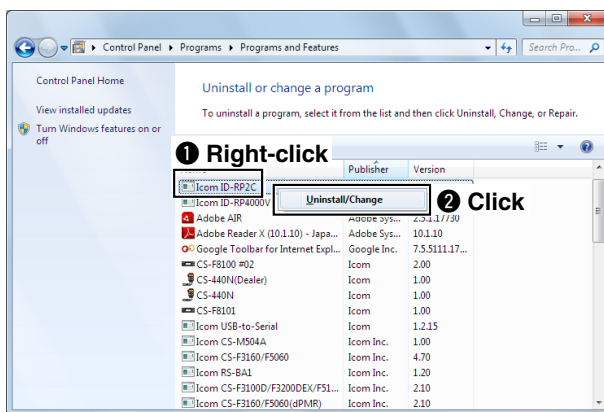 Control Panel ▸ Programs ▸ Programs and Features
Search Pro...
Control Panel Home
View installed updates
Turn Windows features on or
off
Uninstall or change a program
To uninstall a program, select it from the list and then click Uninstall, Change, or Repair.
❶ Right-click
Publisher Version
Icom ID-RP2C
Uninstall/Change
❷ Click
Icom ID-RP4000V
Adobe AIR Adobe Sys... 2.5.1.17730
Adobe Reader X (10.1.10) - Japa... Adobe Sys... 10.1.10
Google Toolbar for Internet Expl... Google Inc. 7.5.5111.17...
CS-F8100 #02 Icom 2.00
CS-440N(Dealer) Icom 1.00
CS-440N Icom 1.00
CS-F8101 Icom 1.00
Icom USB-to-Serial Icom 1.2.15
Icom CS-M504A Icom Inc. 1.00
Icom CS-F3160/F5060 Icom Inc. 4.70
Icom RS-BA1 Icom Inc. 1.20
Icom CS-F3100D/F3200DEX/F51... Icom Inc. 2.10
Icom CS-F3160/F5060(dPMR) Icom Inc. 2.10